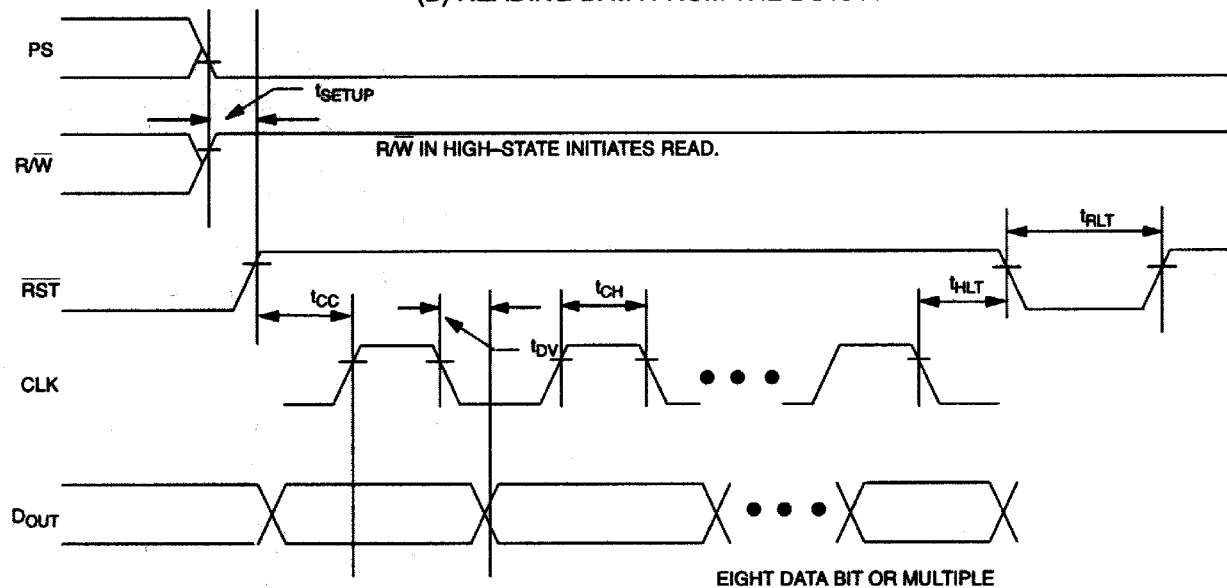 PS
tSETUP
R/W
R/W IN HIGH–STATE INITIATES READ.
tRLT
RST
tCC
tCH
tHLT
tDV
CLK
DOUT
EIGHT DATA BIT OR MULTIPLE